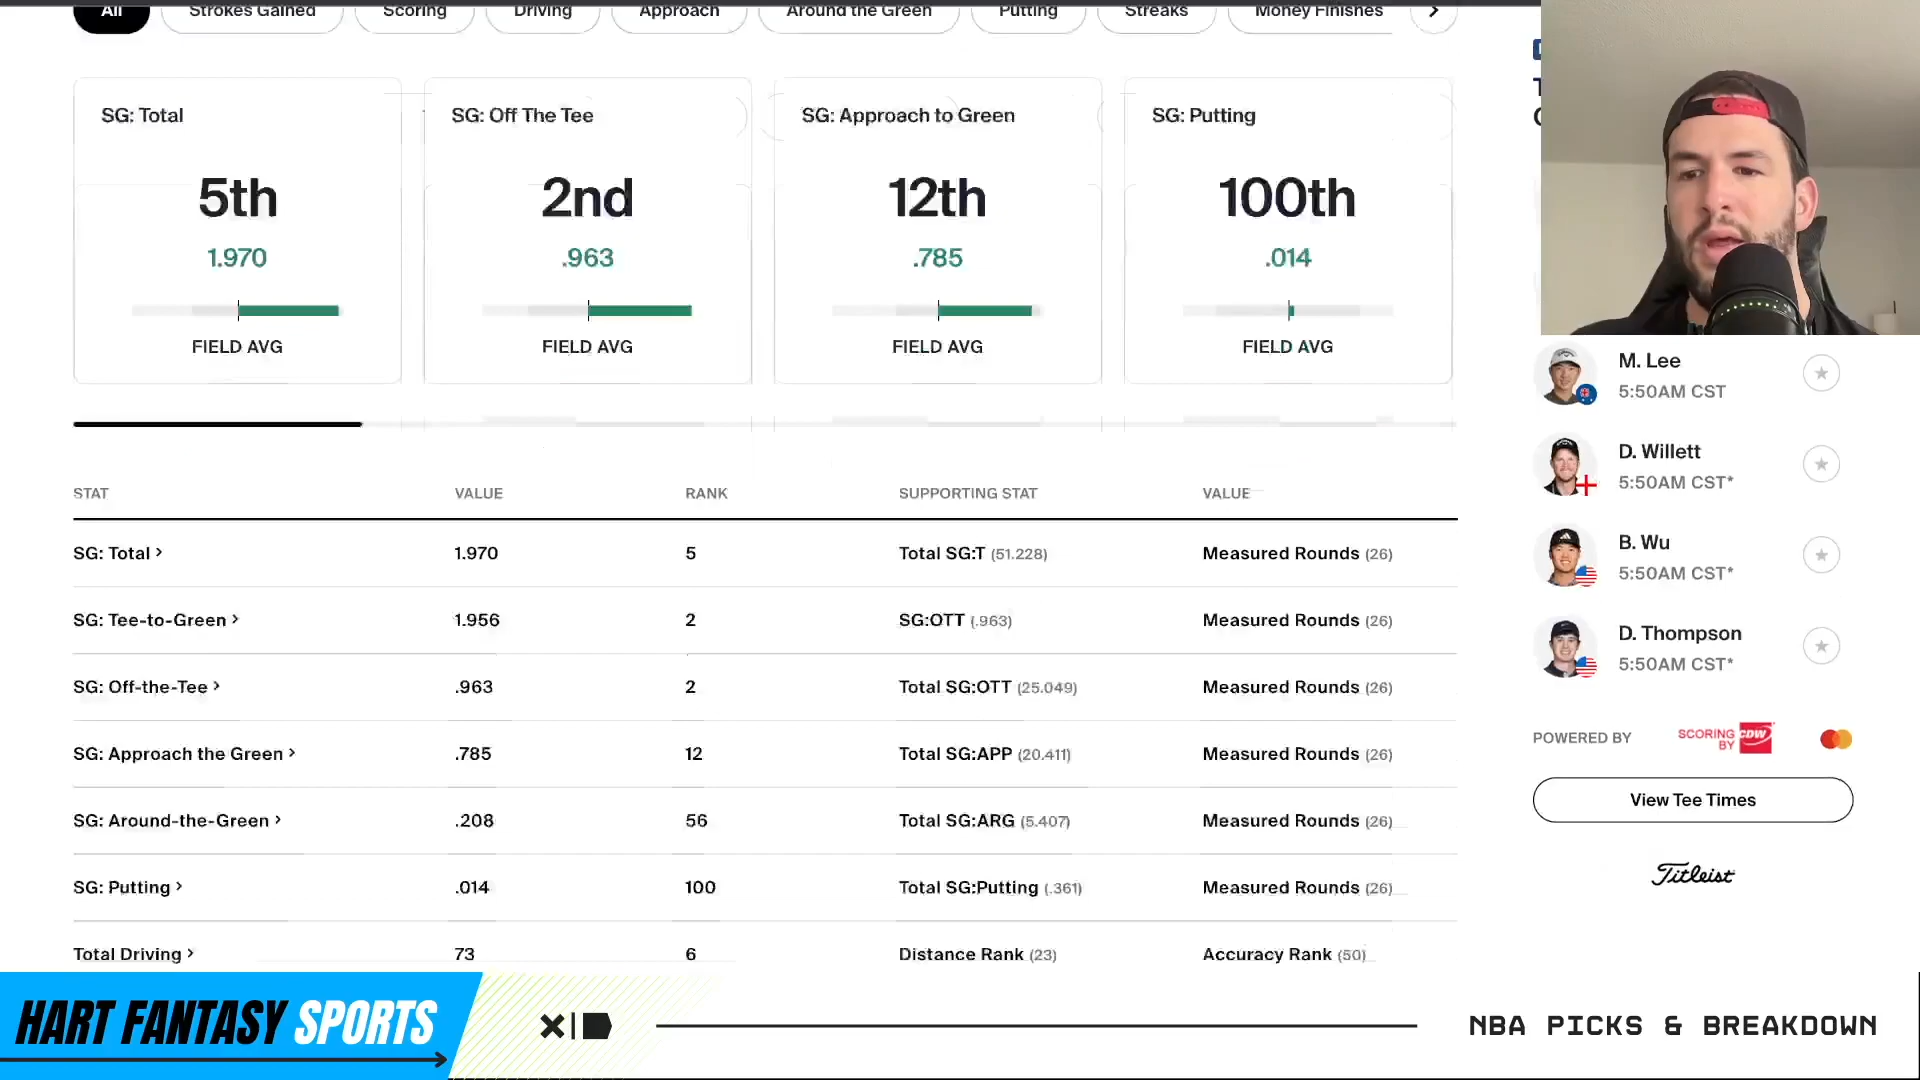 All
Strokes Gained
Scoring
Driving
Approach
Around the Green
Putting
Streaks
Money Finishes
SG: Total
5th
1.970
FIELD AVG
SG: Off The Tee
2nd
.963
FIELD AVG
SG: Approach to Green
12th
.785
FIELD AVG
SG: Putting
100th
.014
FIELD AVG
STAT VALUE RANK SUPPORTING STAT VALUE
SG: Total > 1.970 5 Total SG:T (51.228) Measured Rounds (26)
SG: Tee-to-Green > 1.956 2 SG:OTT (.963) Measured Rounds (26)
SG: Off-the-Tee > .963 2 Total SG:OTT (25.049) Measured Rounds (26)
SG: Approach the Green > .785 12 Total SG:APP (20.411) Measured Rounds (26)
SG: Around-the-Green > .208 56 Total SG:ARG (5.407) Measured Rounds (26)
SG: Putting > .014 100 Total SG:Putting (.361) Measured Rounds (26)
Total Driving > 73 6 Distance Rank (23) Accuracy Rank (50)
M. Lee
5:50AM CST
D. Willett
5:50AM CST*
B. Wu
5:50AM CST*
D. Thompson
5:50AM CST*
POWERED BY
SCORING BY CDW
View Tee Times
Titleist
HART FANTASY SPORTS
NBA PICKS & BREAKDOWN